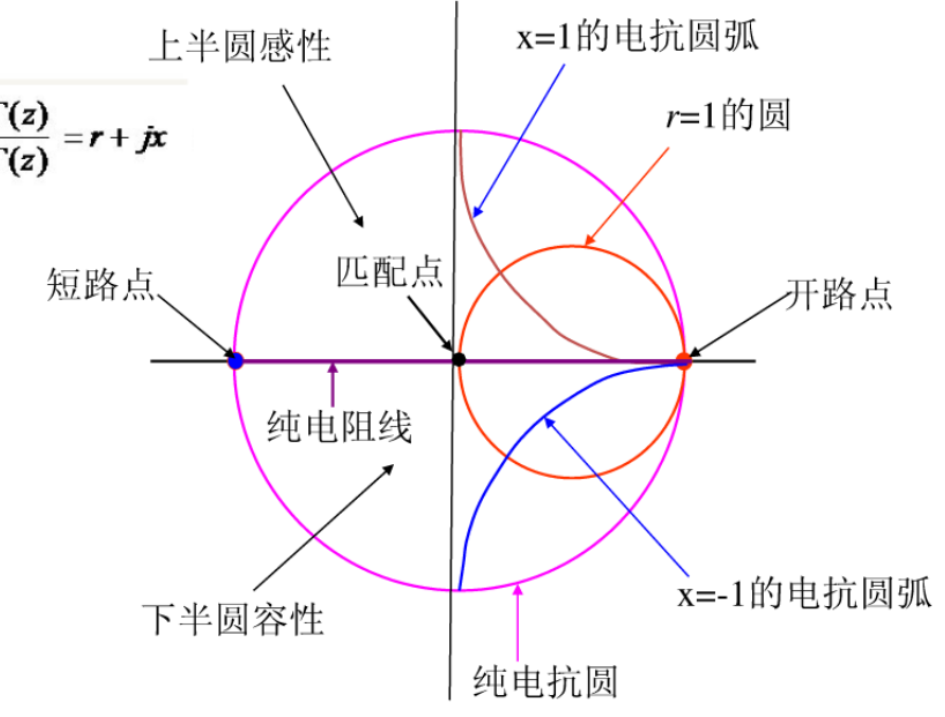 上半圆感性
x=1的电抗圆弧
r=1的圆
Γ(z)
Γ(z) = r + jx
短路点
匹配点
开路点
纯电阻线
下半圆容性
x=-1的电抗圆弧
纯电抗圆